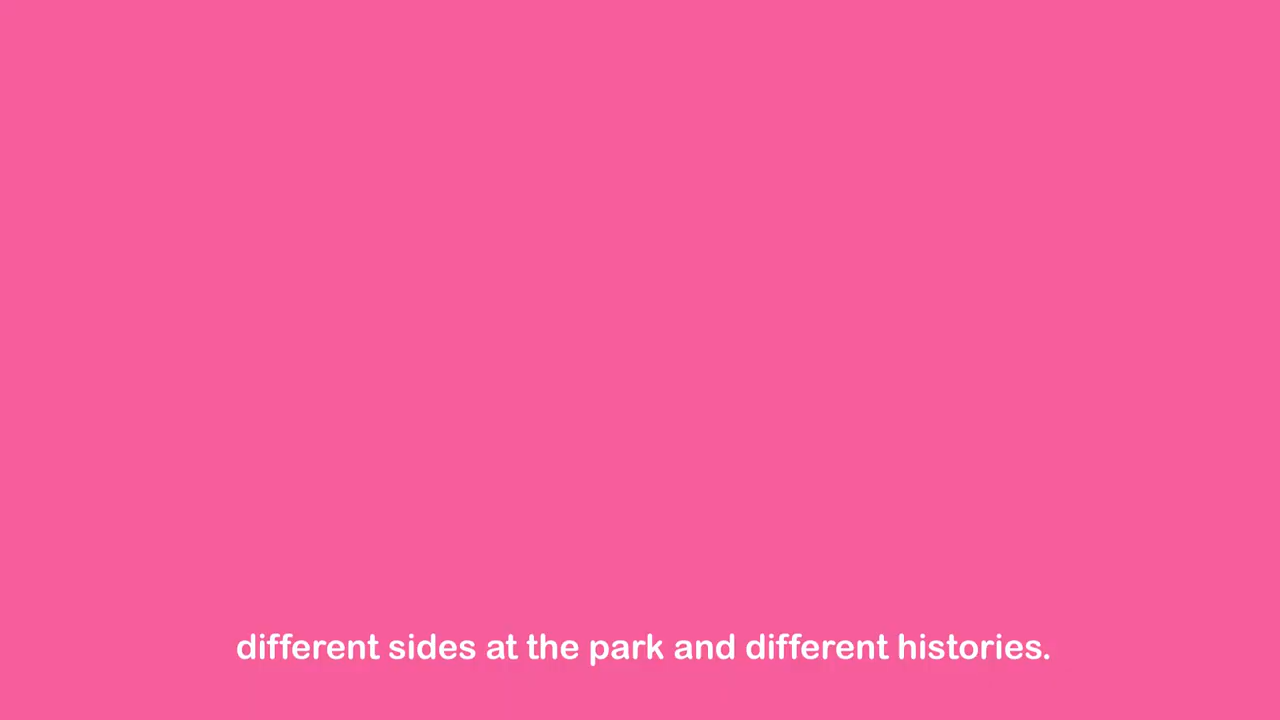 different sides at the park and different histories.